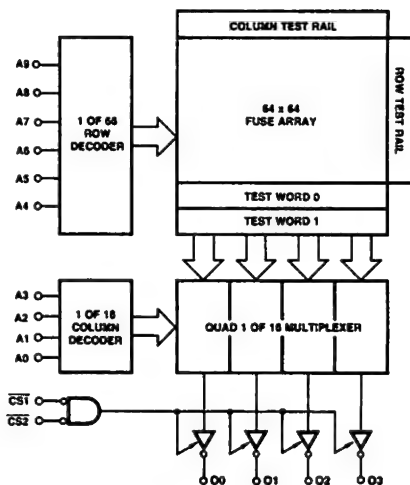 COLUMN TEST RAIL
ROW TEST RAIL
A9
A8
A7
A6
A5
A4
1 OF 66
ROW
DECODER
64 x 64
FUSE ARRAY
TEST WORD 0
TEST WORD 1
A3
A2
A1
A0
1 OF 16
COLUMN
DECODER
QUAD 1 OF 16 MULTIPLEXER
CS1
CS2
O0
O1
O2
O3